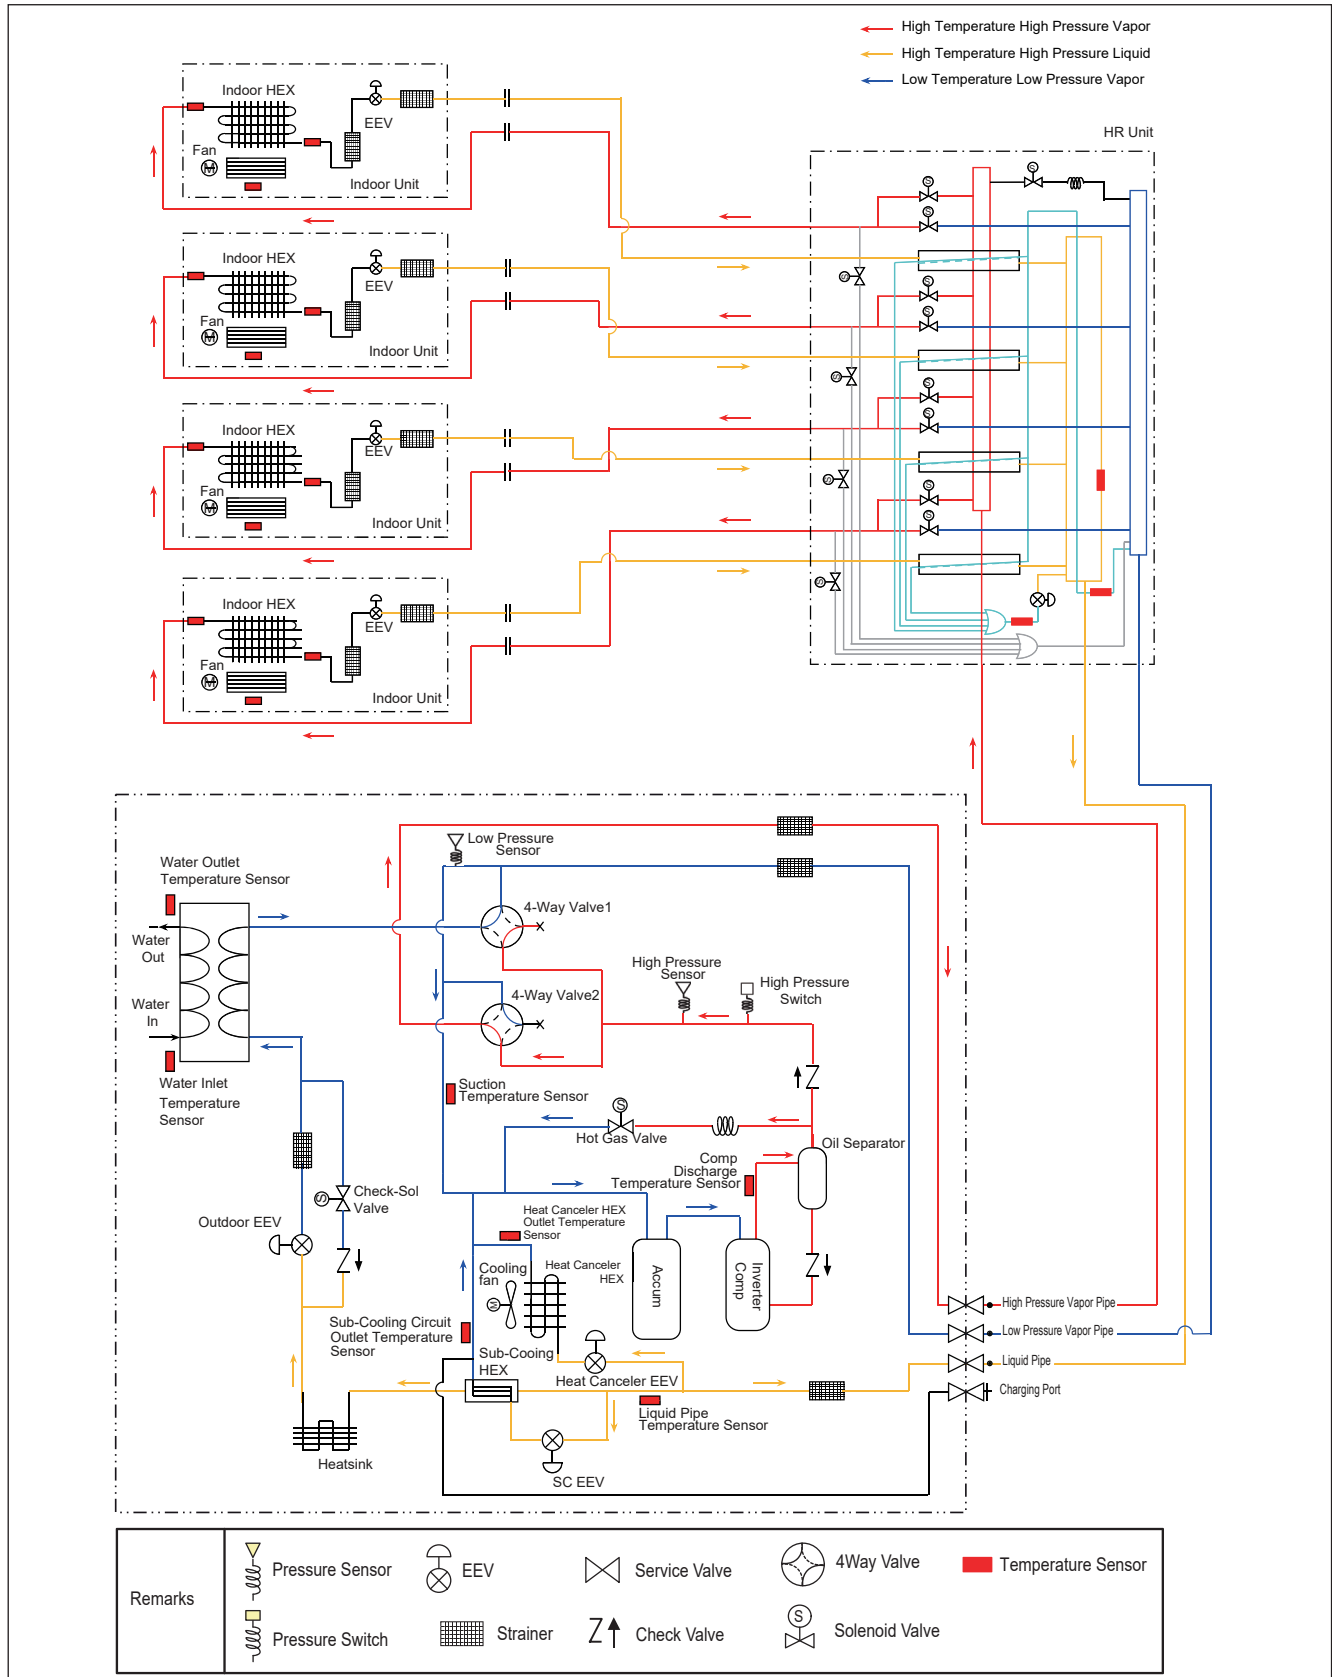 High Temperature High Pressure Vapor
High Temperature High Pressure Liquid
Low Temperature Low Pressure Vapor
HR Unit
Indoor HEX
EEV
Fan
M
Indoor Unit
Indoor HEX
EEV
Fan
M
Indoor Unit
Indoor HEX
EEV
Fan
M
Indoor Unit
Indoor HEX
EEV
Fan
M
Indoor Unit
S
S
S
S
S
S
S
S
S
S
S
S
S
Low Pressure
Sensor
Water Outlet
Temperature Sensor
4-Way Valve1
Water
Out
High Pressure
Sensor
High Pressure
Switch
4-Way Valve2
Water
In
Water Inlet
Temperature
Sensor
Suction
Temperature Sensor
S
Hot Gas Valve
Oil Separator
Comp
Discharge
Temperature Sensor
S
Check-Sol
Valve
Heat Canceler HEX
Outlet Temperature
Sensor
Outdoor EEV
Cooling
fan
M
Heat Canceler
HEX
Accum
Inverter
Comp
Sub-Cooling Circuit
Outlet Temperature
Sensor
High Pressure Vapor Pipe
Low Pressure Vapor Pipe
Liquid Pipe
Charging Port
Sub-Cooing
HEX
Heat Canceler EEV
Liquid Pipe
Temperature Sensor
Heatsink
SC EEV
Remarks
Pressure Sensor
EEV
Service Valve
4Way Valve
Temperature Sensor
Pressure Switch
Strainer
Check Valve
S
Solenoid Valve